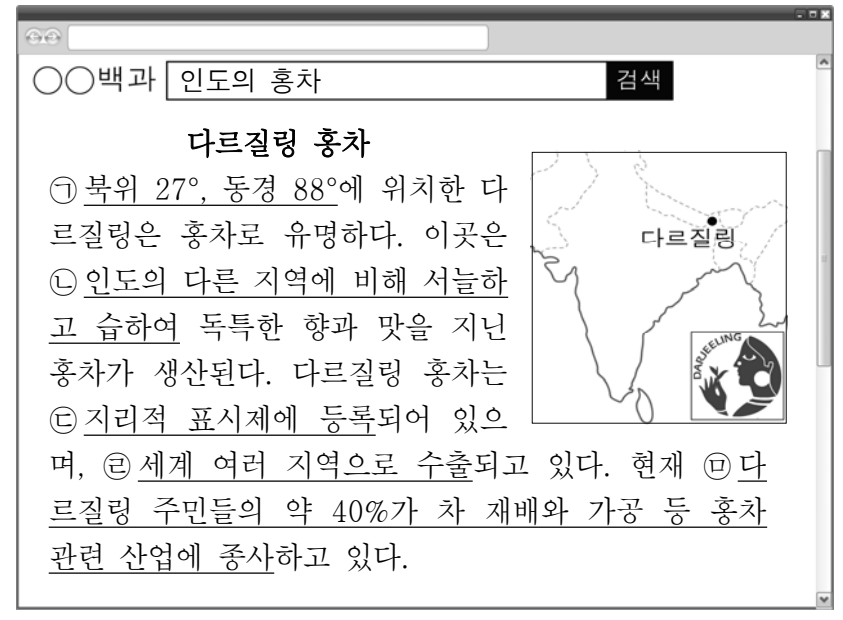 ○○백과 인도의 홍차 검색
다르질링 홍차
㉠ 북위 27°, 동경 88°에 위치한 다
르질링은 홍차로 유명하다. 이곳은
㉡ 인도의 다른 지역에 비해 서늘하
고 습하여 독특한 향과 맛을 지닌
홍차가 생산된다. 다르질링 홍차는
㉢ 지리적 표시제에 등록되어 있으
며, ㉣ 세계 여러 지역으로 수출되고 있다. 현재 ㉤ 다
르질링 주민들의 약 40%가 차 재배와 가공 등 홍차
관련 산업에 종사하고 있다.
다르질링
DARJEELING